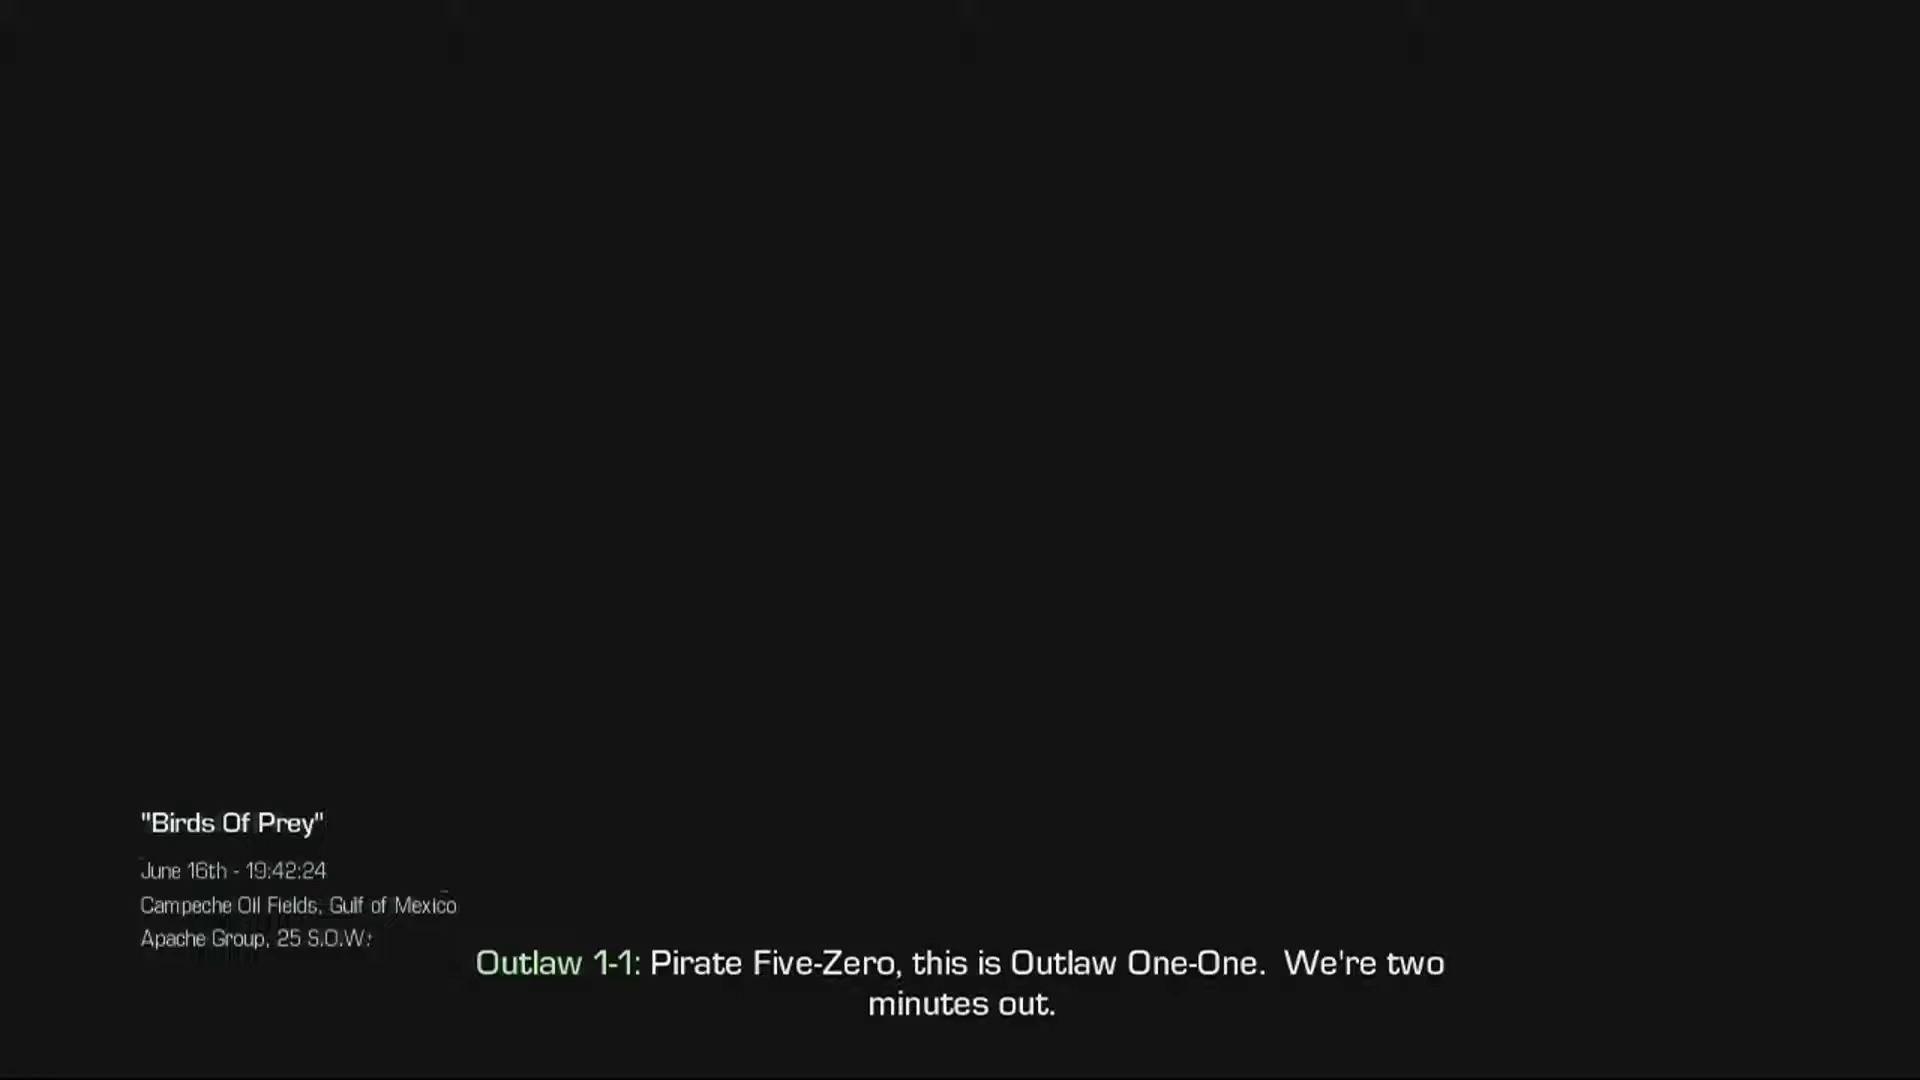 "Birds Of Prey"
June 16th - 19:42:24
Campeche Oil Fields, Gulf of Mexico
Apache Group, 25 S.O.W.
Outlaw 1-1: Pirate Five-Zero, this is Outlaw One-One.  We're two
minutes out.